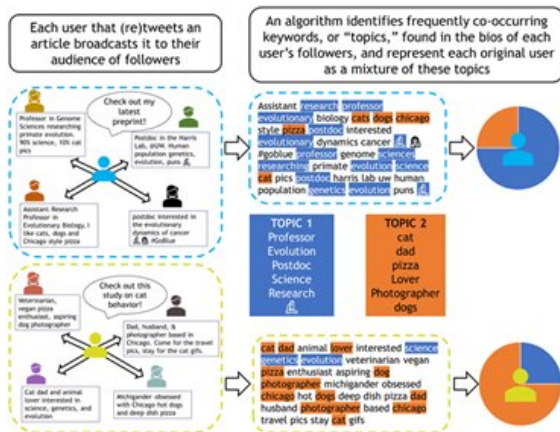 Each user that (re)tweets an
article broadcasts it to their
audience of followers
An algorithm identifies frequently co-occurring
keywords, or “topics,” found in the bios of each
user’s followers, and represent each original user
as a mixture of these topics
Professor in Genome
Sciences researching
primate evolution.
90% science, 10% cat
pics
Check out my
latest
preprint!
Postdoc in the Harris
Lab, UW. Human
population genetics,
evolution, puns
Assistant Research
Professor in
Evolutionary Biology, I
like cats, dogs and
Chicago style pizza
postdoc interested in
the evolutionary
dynamics of cancer
#GoBlue
Assistant research professor
evolutionary biology cats dogs chicago
style pizza postdoc interested
evolutionary dynamics cancer
#goblue professor genome sciences
researching primate evolution science
cat pics postdoc harris lab uw human
population genetics evolution puns
TOPIC 1
Professor
Evolution
Postdoc
Science
Research
TOPIC 2
cat
dad
pizza
Lover
Photographer
dogs
Veterinarian,
vegan pizza
enthusiast, aspiring
dog photographer
Check out this
study on cat
behavior!
Dad, husband, &
photographer based in
Chicago. Come for the travel
pics, stay for the cat gifs.
Cat dad and animal
lover interested in
science, genetics, and
evolution
Michigander obsessed
with Chicago hot dogs
and deep dish pizza
cat dad animal lover interested science
genetics evolution veterinarian vegan
pizza enthusiast aspiring dog
photographer michigander obsessed
chicago hot dogs deep dish pizza dad
husband photographer based chicago
travel pics stay cat gifs